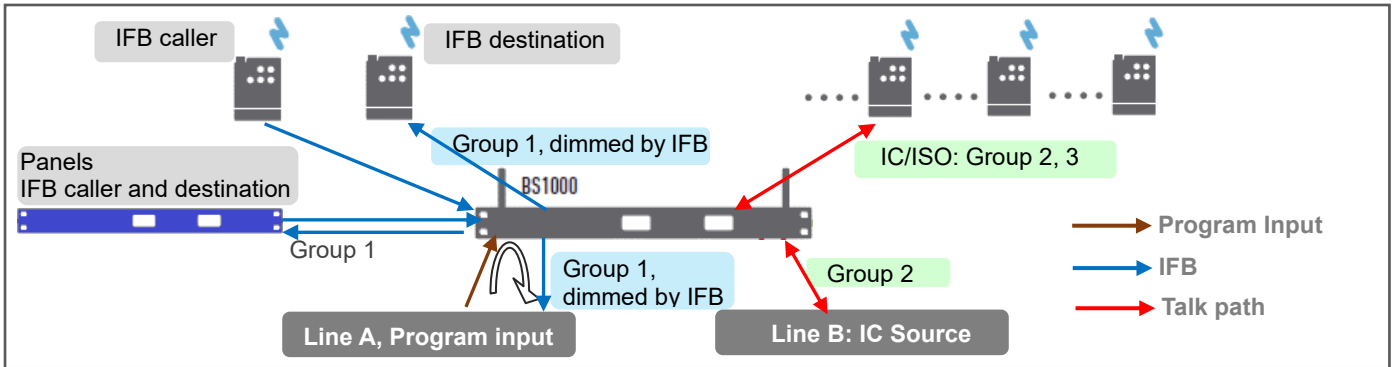 IFB caller
IFB destination
Group 1, dimmed by IFB
IC/ISO: Group 2, 3
Panels
IFB caller and destination
BS1000
Group 1
Program Input
IFB
Talk path
Group 1,
dimmed by IFB
Group 2
Line A, Program input
Line B: IC Source